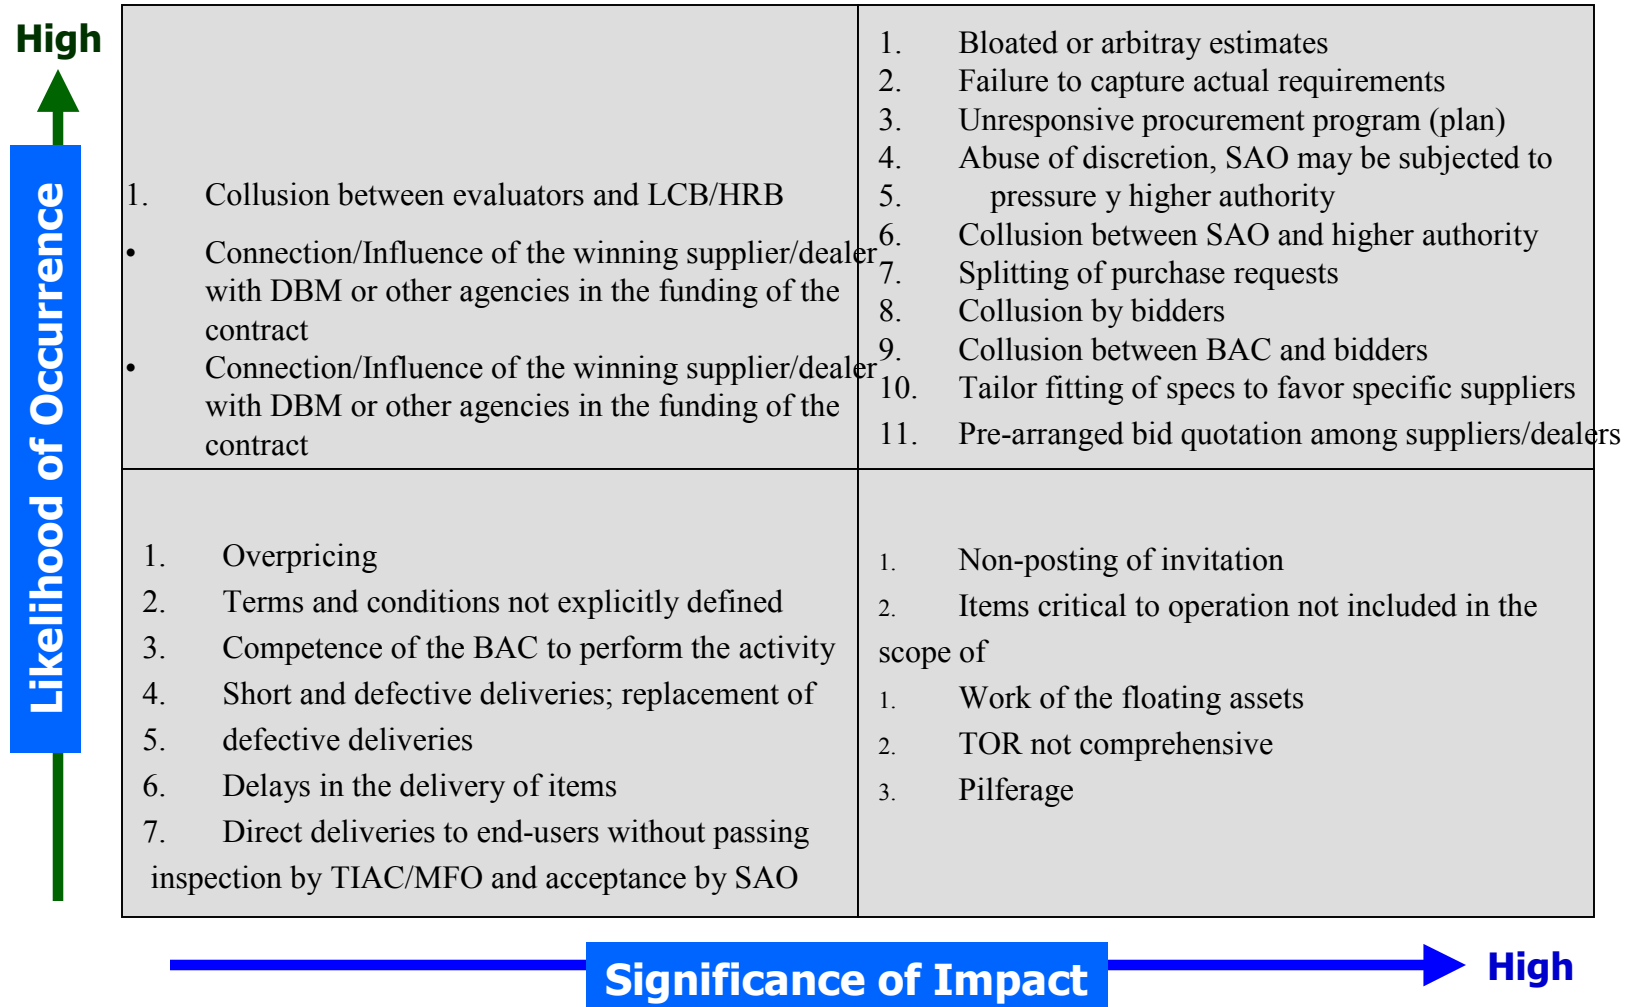 High
Likelihood of Occurrence
1. Collusion between evaluators and LCB/HRB
• Connection/Influence of the winning supplier/dealer
with DBM or other agencies in the funding of the
contract
• Connection/Influence of the winning supplier/dealer
with DBM or other agencies in the funding of the
contract
1. Bloated or arbitray estimates
2. Failure to capture actual requirements
3. Unresponsive procurement program (plan)
4. Abuse of discretion, SAO may be subjected to
5. pressure y higher authority
6. Collusion between SAO and higher authority
7. Splitting of purchase requests
8. Collusion by bidders
9. Collusion between BAC and bidders
10. Tailor fitting of specs to favor specific suppliers
11. Pre-arranged bid quotation among suppliers/dealers
1. Overpricing
2. Terms and conditions not explicitly defined
3. Competence of the BAC to perform the activity
4. Short and defective deliveries; replacement of
5. defective deliveries
6. Delays in the delivery of items
7. Direct deliveries to end-users without passing
inspection by TIAC/MFO and acceptance by SAO
1. Non-posting of invitation
2. Items critical to operation not included in the
scope of
1. Work of the floating assets
2. TOR not comprehensive
3. Pilferage
Significance of Impact
High